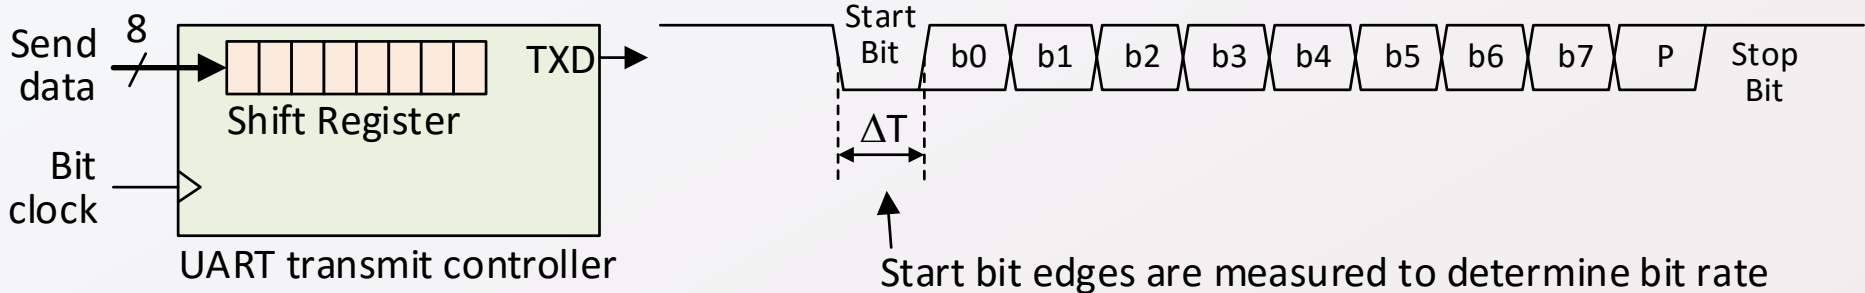 Send
data
8
Shift Register
TXD
Bit
clock
UART transmit controller
Start
Bit
b0 b1 b2 b3 b4 b5 b6 b7 P
Stop
Bit
ΔT
Start bit edges are measured to determine bit rate